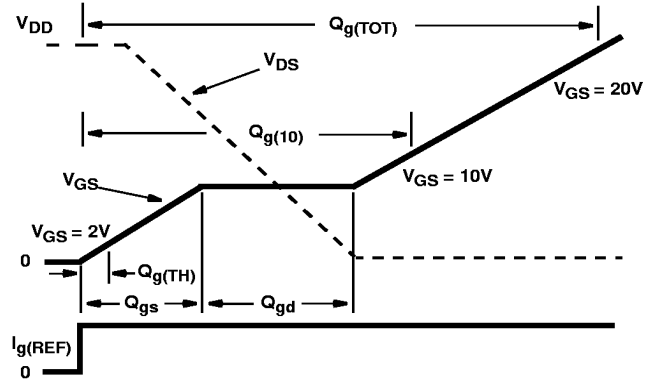 V_DD
Q_g(TOT)
V_DS
V_GS = 20V
Q_g(10)
V_GS
V_GS = 10V
V_GS = 2V
0
Q_g(TH)
Q_gs
Q_gd
I_g(REF)
0